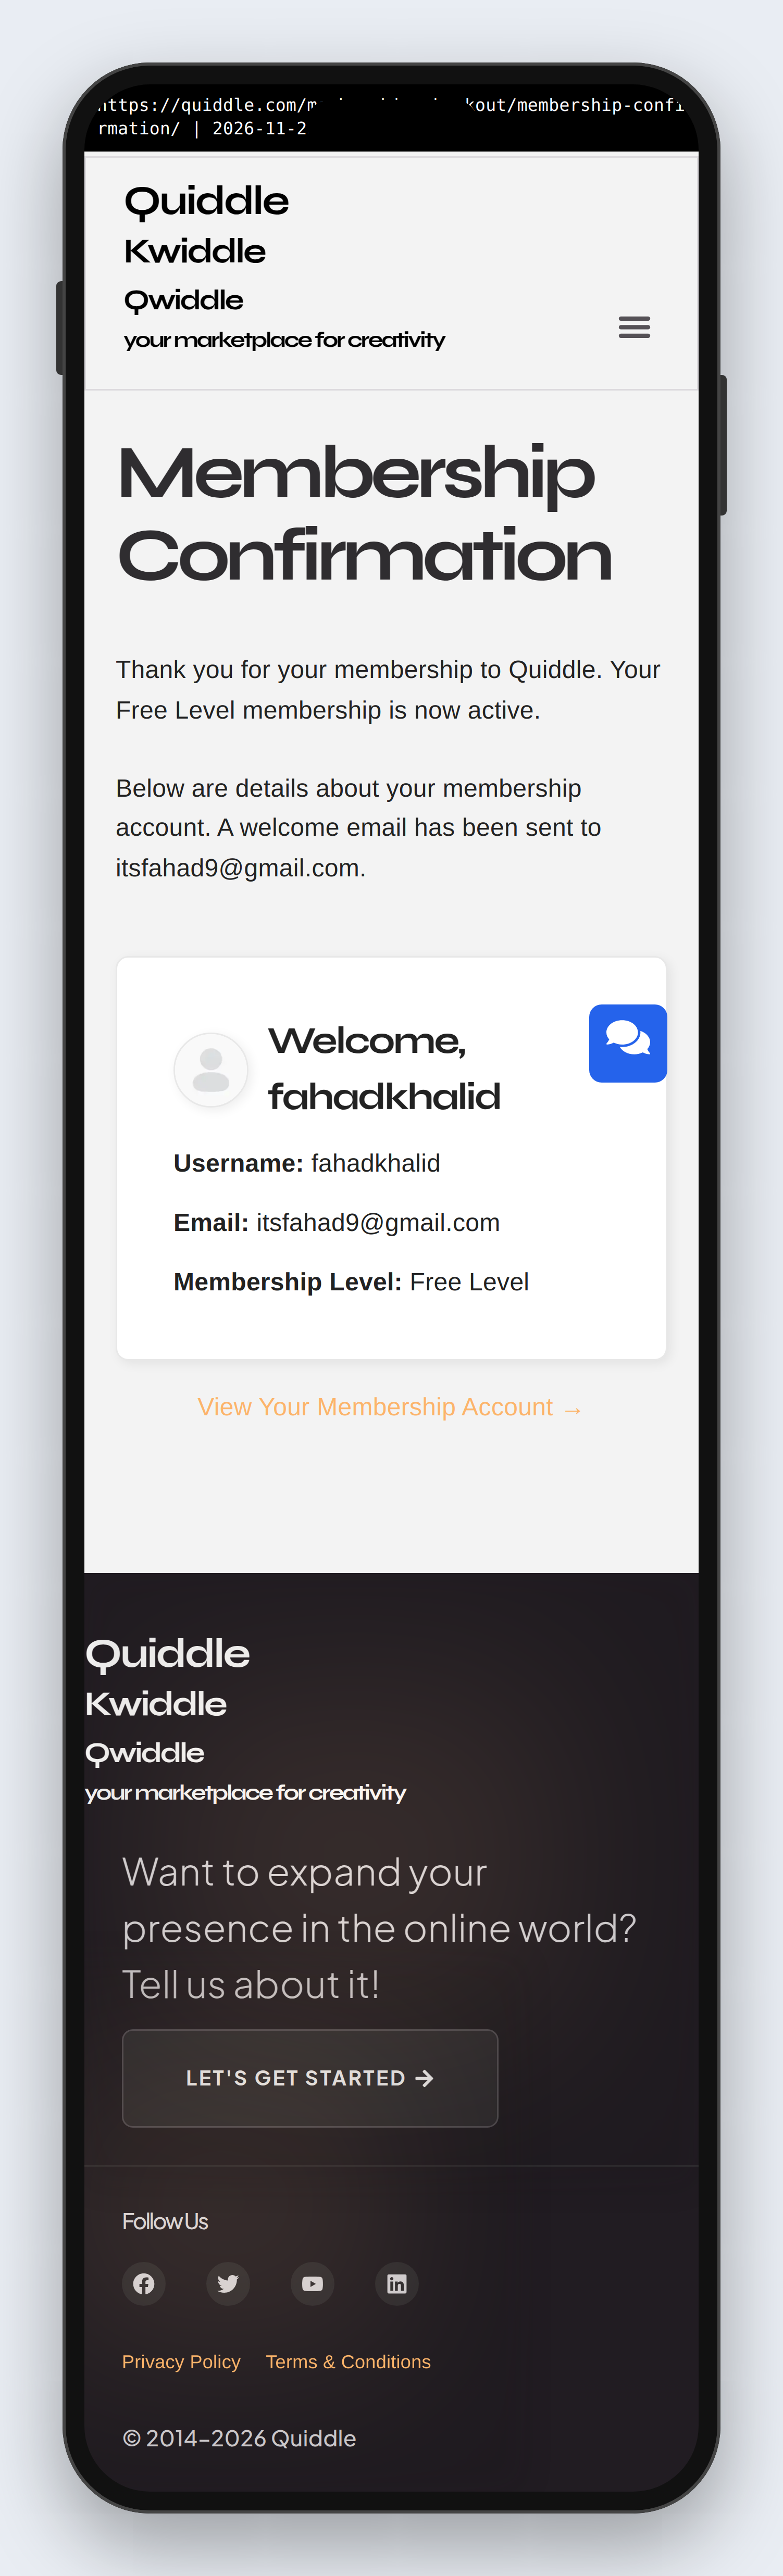 https://quiddle.com/m kout/membership-confi
rmation/ | 2026-11-2
Quiddle
Kwiddle
Qwiddle
your marketplace for creativity
Membership
Confirmation
Thank you for your membership to Quiddle. Your
Free Level membership is now active.
Below are details about your membership
account. A welcome email has been sent to
itsfahad9@gmail.com.
Welcome,
fahadkhalid
Username: fahadkhalid
Email: itsfahad9@gmail.com
Membership Level: Free Level
View Your Membership Account →
Quiddle
Kwiddle
Qwiddle
your marketplace for creativity
Want to expand your
presence in the online world?
Tell us about it!
LET'S GET STARTED →
Follow Us
Privacy Policy Terms & Conditions
© 2014–2026 Quiddle